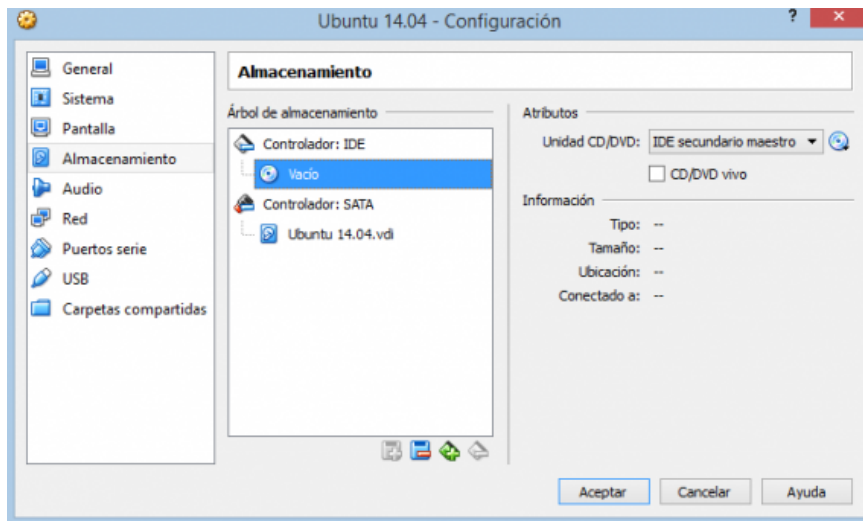 Ubuntu 14.04 - Configuración
?
General
Sistema
Pantalla
Almacenamiento
Audio
Red
Puertos serie
USB
Carpetas compartidas
Almacenamiento
Árbol de almacenamiento
Controlador: IDE
Vacío
Controlador: SATA
Ubuntu 14.04.vdi
Atributos
Unidad CD/DVD: IDE secundario maestro
CD/DVD vivo
Información
Tipo: --
Tamaño: --
Ubicación: --
Conectado a: --
Aceptar Cancelar Ayuda